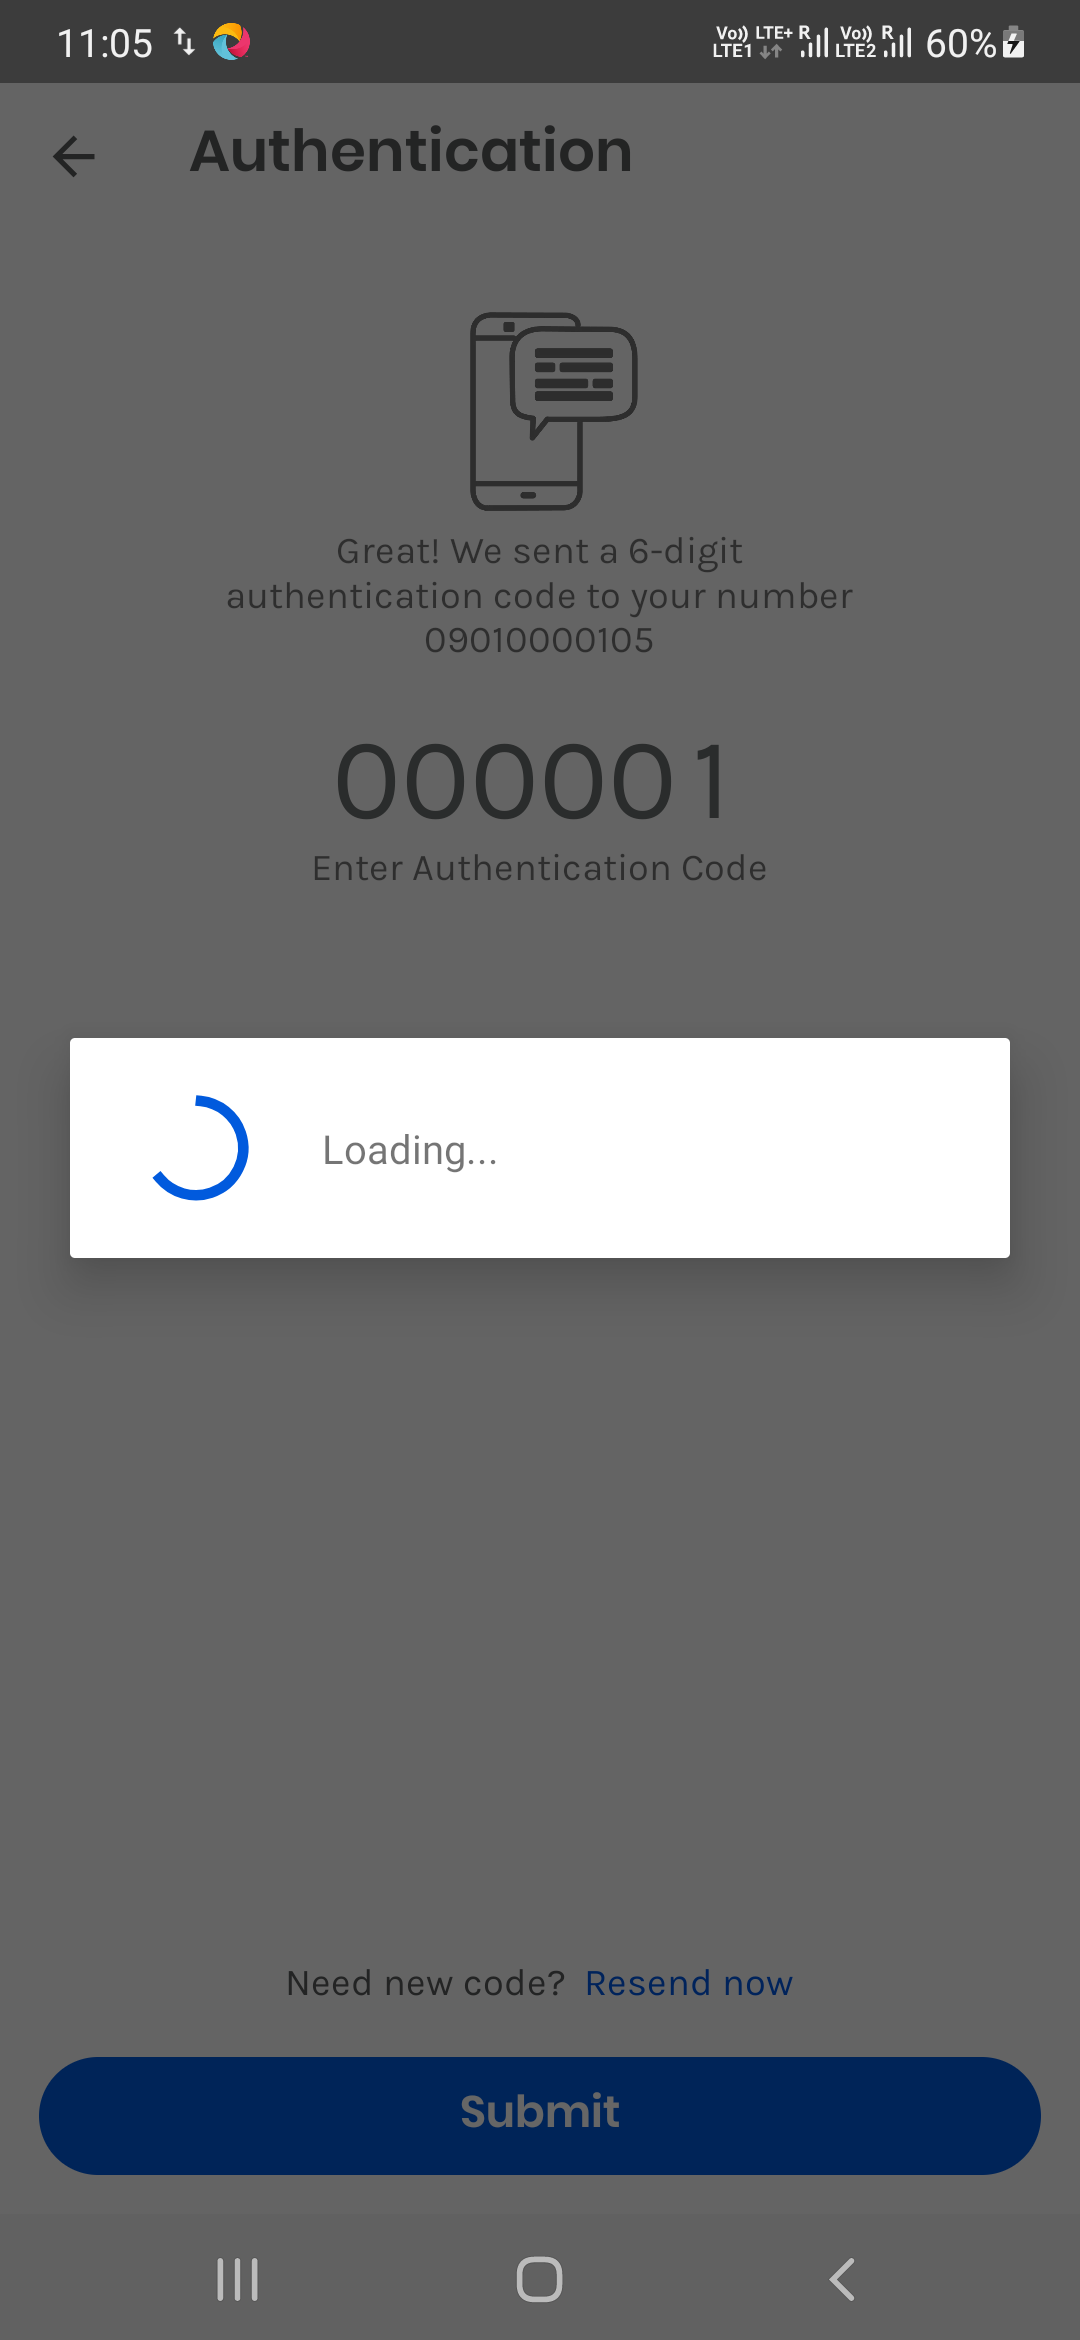 11:05
Vo)) LTE+ R Vo)) R
LTE1 LTE2 60%
Authentication
Great! We sent a 6-digit
authentication code to your number
09010000105
000001
Enter Authentication Code
Loading...
Need new code? Resend now
Submit